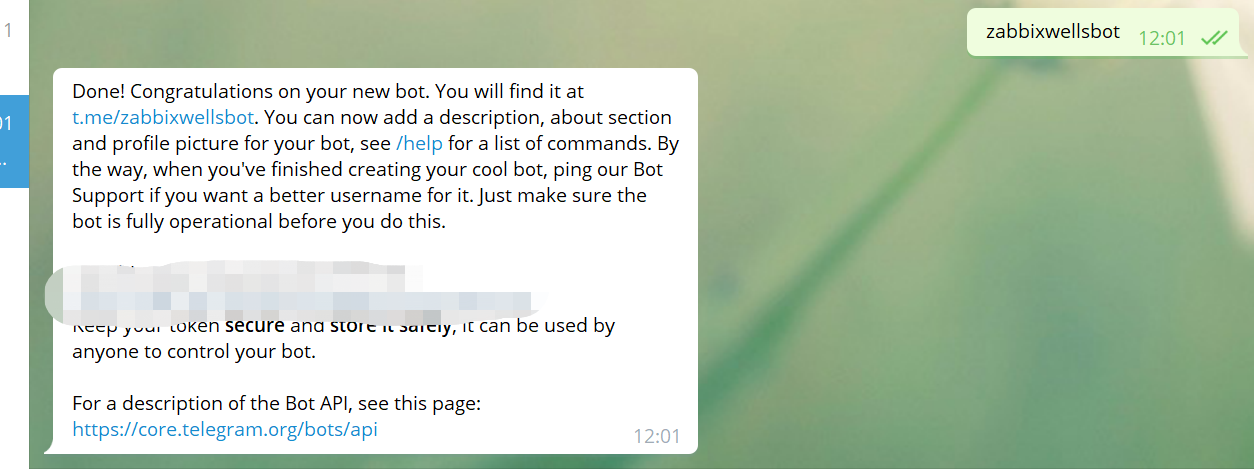 1
zabbixwellsbot
12:01
Done! Congratulations on your new bot. You will find it at
t.me/zabbixwellsbot. You can now add a description, about section
01
and profile picture for your bot, see /help for a list of commands. By
the way, when you've finished creating your cool bot, ping our Bot
..
Support if you want a better username for it. Just make sure the
bot is fully operational before you do this.
Keep your token secure and store it safely, it can be used by
anyone to control your bot.
For a description of the Bot API, see this page:
https://core.telegram.org/bots/api
12:01